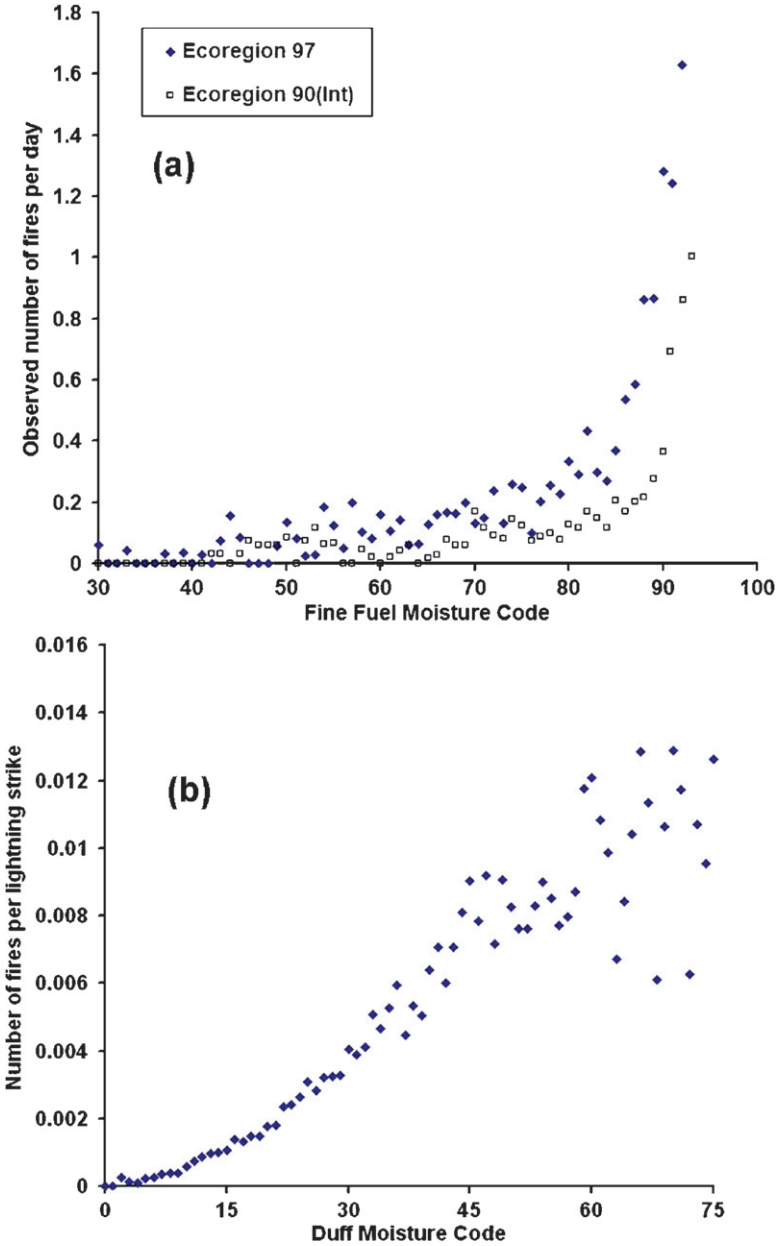 1.8
Ecoregion 97
1.6
Ecoregion 90(Int)
1.4
(a)
1.2
1
0.8
0.6
0.4
0.2
0
Observed number of fires per day
30 40 50 60 70 80 90 100
Fine Fuel Moisture Code
0.016
0.014
0.012
(b)
0.01
0.008
0.006
0.004
0.002
0
Number of fires per lightning strike
0 15 30 45 60 75
Duff Moisture Code